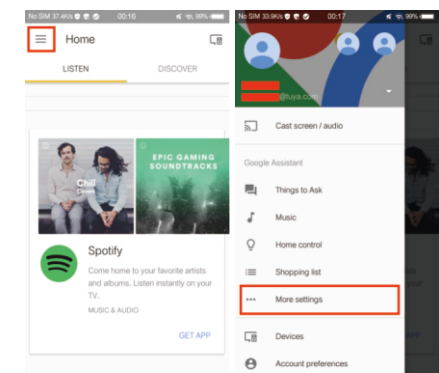 No SIM 37.4K/s 00:16 99%
Home
LISTEN DISCOVER
Chill
Covers
EPIC GAMING
SOUNDTRACKS
Spotify
Come home to your favorite artists
and albums. Listen instantly on your
TV.
MUSIC & AUDIO
GET APP
No SIM 33.9K/s 00:17 99%
@tuya.com
Cast screen / audio
Google Assistant
Things to Ask
Music
Home control
Shopping list
More settings
Devices
Account preferences